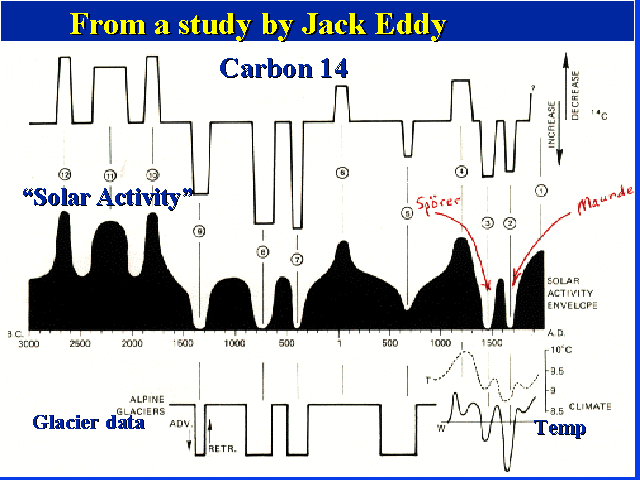 From a study by Jack Eddy
Carbon 14
DECREASE
INCREASE
14C
?
12
11
10
9
8
7
6
5
4
3
2
1
“Solar Activity”
Spörer
Maunde
SOLAR
ACTIVITY
ENVELOPE
B.C.
A.D.
3000 2500 2000 1500 1000 500 1 500 1000 1500
10°C
9.5
9
8.5
T
W
CLIMATE
ALPINE
GLACIERS
ADV.
RETR.
Glacier data
Temp